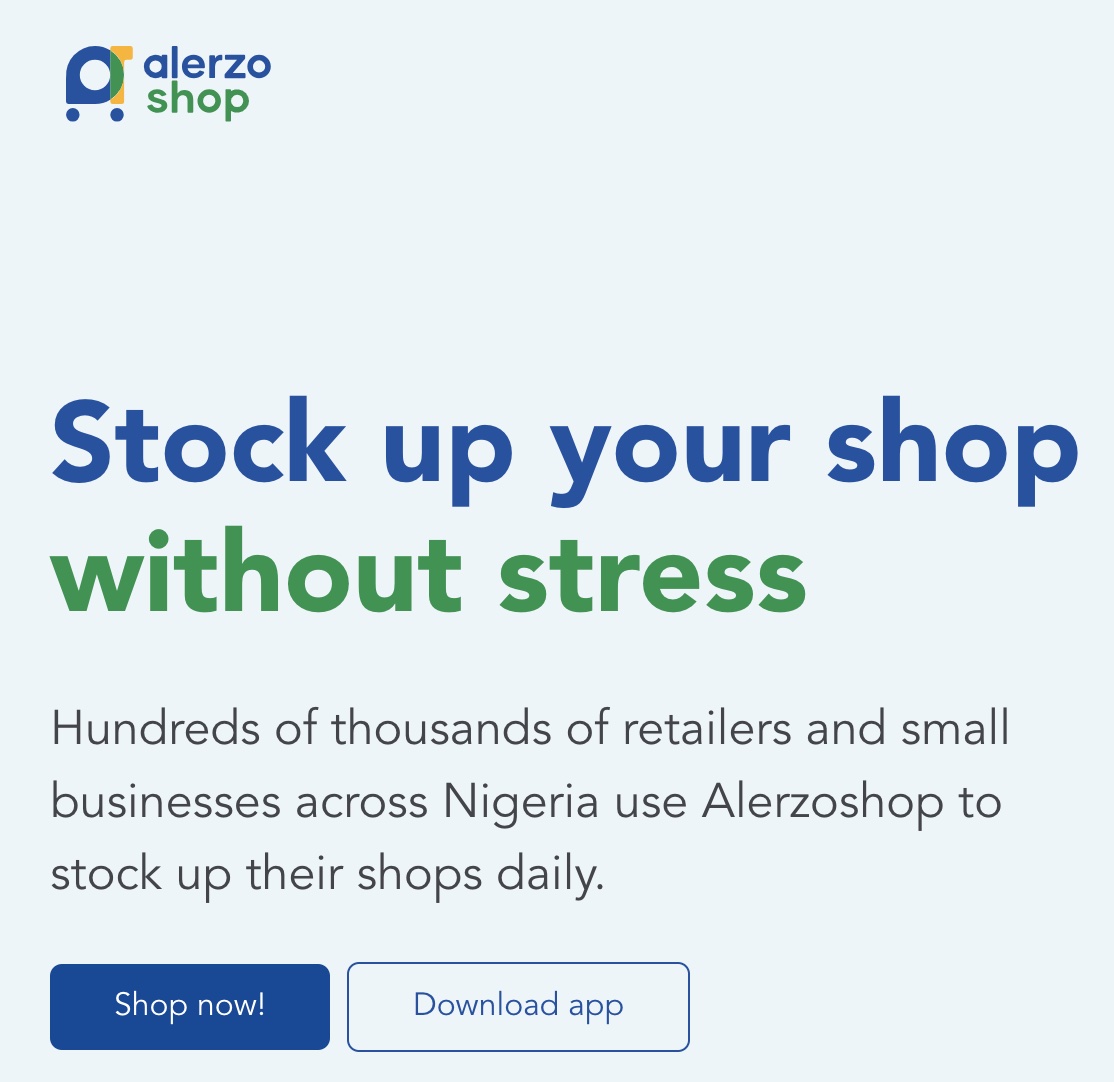 alerzo
shop
Stock up your shop
without stress
Hundreds of thousands of retailers and small
businesses across Nigeria use Alerzoshop to
stock up their shops daily.
Shop now!
Download app